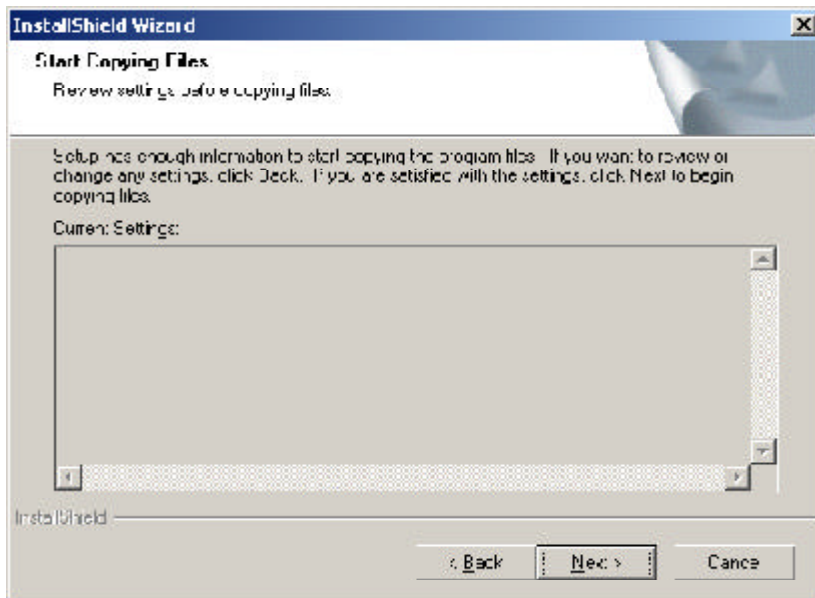 InstallShield Wizard
Start Copying Files
Review settings before copying files.
Setup has enough information to start copying the program files. If you want to review or
change any settings, click Back. If you are satisfied with the settings, click Next to begin
copying files.
Current Settings:
InstallShield
< Back
Next >
Cancel